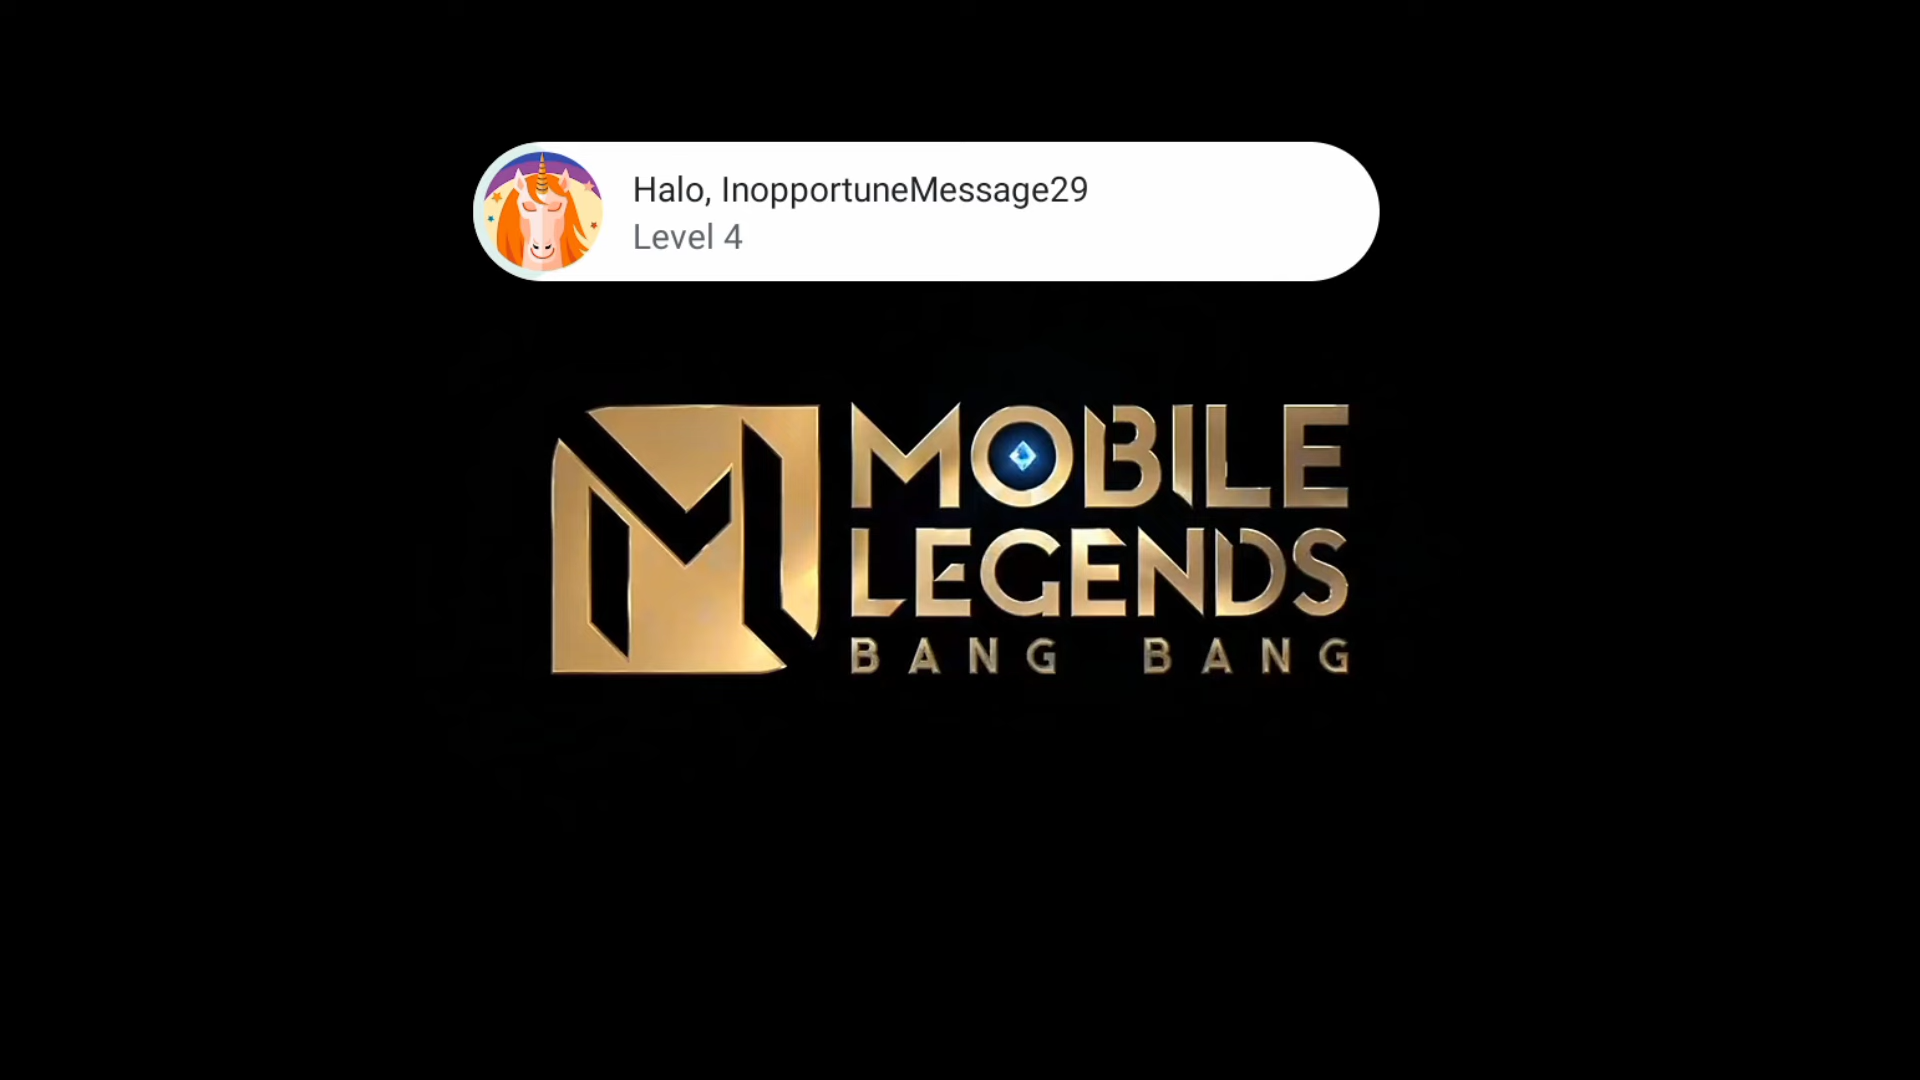 Halo, InopportuneMessage29
Level 4
MOBILE
LEGENDS
BANG BANG